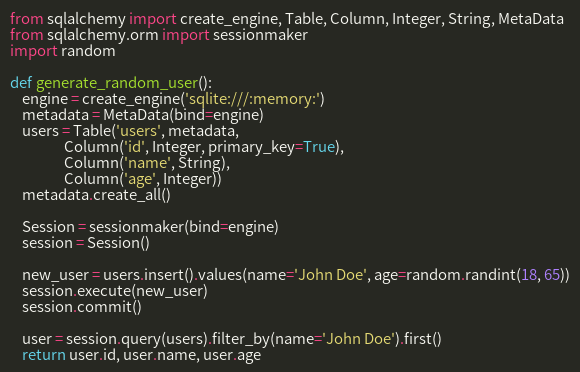 from sqlalchemy import create_engine, Table, Column, Integer, String, MetaData
from sqlalchemy.orm import sessionmaker
import random

def generate_random_user():
    engine = create_engine('sqlite:///:memory:')
    metadata = MetaData(bind=engine)
    users = Table('users', metadata,
                  Column('id', Integer, primary_key=True),
                  Column('name', String),
                  Column('age', Integer))
    metadata.create_all()

    Session = sessionmaker(bind=engine)
    session = Session()

    new_user = users.insert().values(name='John Doe', age=random.randint(18, 65))
    session.execute(new_user)
    session.commit()

    user = session.query(users).filter_by(name='John Doe').first()
    return user.id, user.name, user.age